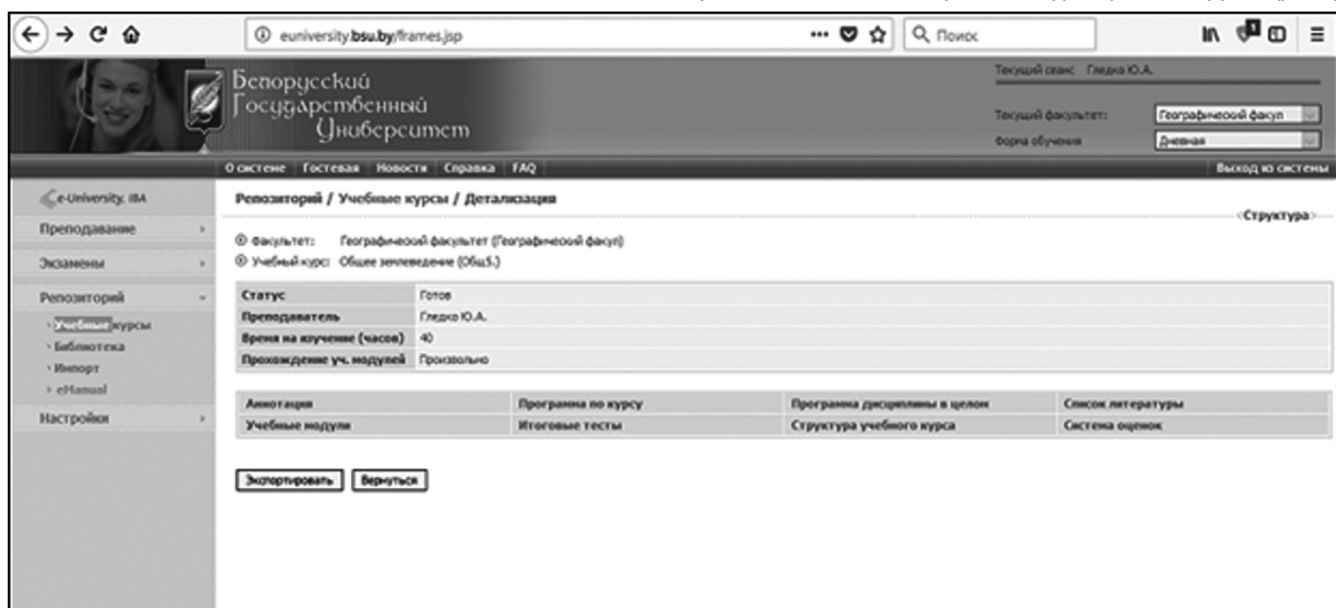 euniversity.bsu.by/frames.jsp
Поиск
1
Белорусский
Государственный
Университет
Текущий сеанс Гледко Ю.А.
Текущий факультет: Географический факул
Форма обучения Дневная
О системе Гостевая Новости Справка FAQ Выход из системы
e-University. IBA
Преподавание
Экзамены
Репозиторий
Учебные курсы
Библиотека
Импорт
eManual
Настройки
Репозиторий / Учебные курсы / Детализация
<Структура>
Факультет: Географический факультет (Географический факул)
Учебный курс: Общее землеведение (Общ5.)
Статус Готов
Преподаватель Гледко Ю.А.
Время на изучение (часов) 40
Прохождение уч. модулей Произвольно
Аннотация Программа по курсу Программа дисциплины в целом Список литературы
Учебные модули Итоговые тесты Структура учебного курса Система оценок
Экспортировать Вернуться